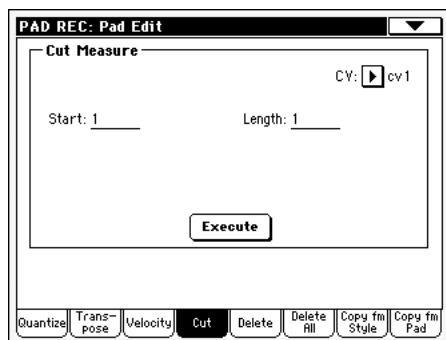 PAD REC: Pad Edit
Cut Measure
CV: cv1
Start: 1 Length: 1
Execute
Quantize Trans-pose Velocity Cut Delete Delete All Copy fm Style Copy fm Pad